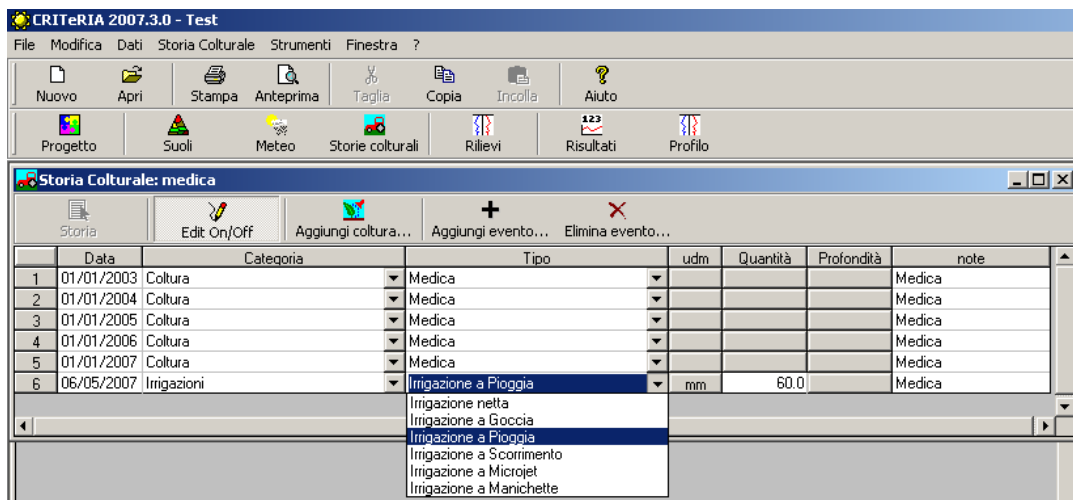 CRITeRIA 2007.3.0 - Test
File Modifica Dati Storia Colturale Strumenti Finestra ?
Nuovo Apri Stampa Anteprima Taglia Copia Incolla Aiuto
123
Progetto Suoli Meteo Storie colturali Rilievi Risultati Profilo
Storia Colturale: medica
Storia Edit On/Off Aggiungi coltura... Aggiungi evento... Elimina evento...
Data Categoria Tipo udm Quantità Profondità note
1 01/01/2003 Coltura Medica Medica
2 01/01/2004 Coltura Medica Medica
3 01/01/2005 Coltura Medica Medica
4 01/01/2006 Coltura Medica Medica
5 01/01/2007 Coltura Medica Medica
6 06/05/2007 Irrigazioni Irrigazione a Pioggia mm 60.0 Medica
Irrigazione netta
Irrigazione a Goccia
Irrigazione a Pioggia
Irrigazione a Scorrimento
Irrigazione a Microjet
Irrigazione a Manichette